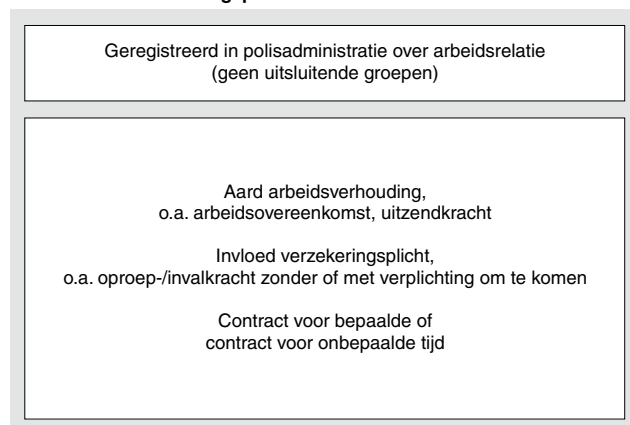 Geregistreerd in polisadministratie over arbeidsrelatie
(geen uitsluitende groepen)
Aard arbeidsverhouding,
o.a. arbeidsovereenkomst, uitzendkracht
Invloed verzekeringsplicht,
o.a. oproep-/invalkracht zonder of met verplichting om te komen
Contract voor bepaalde of
contract voor onbepaalde tijd